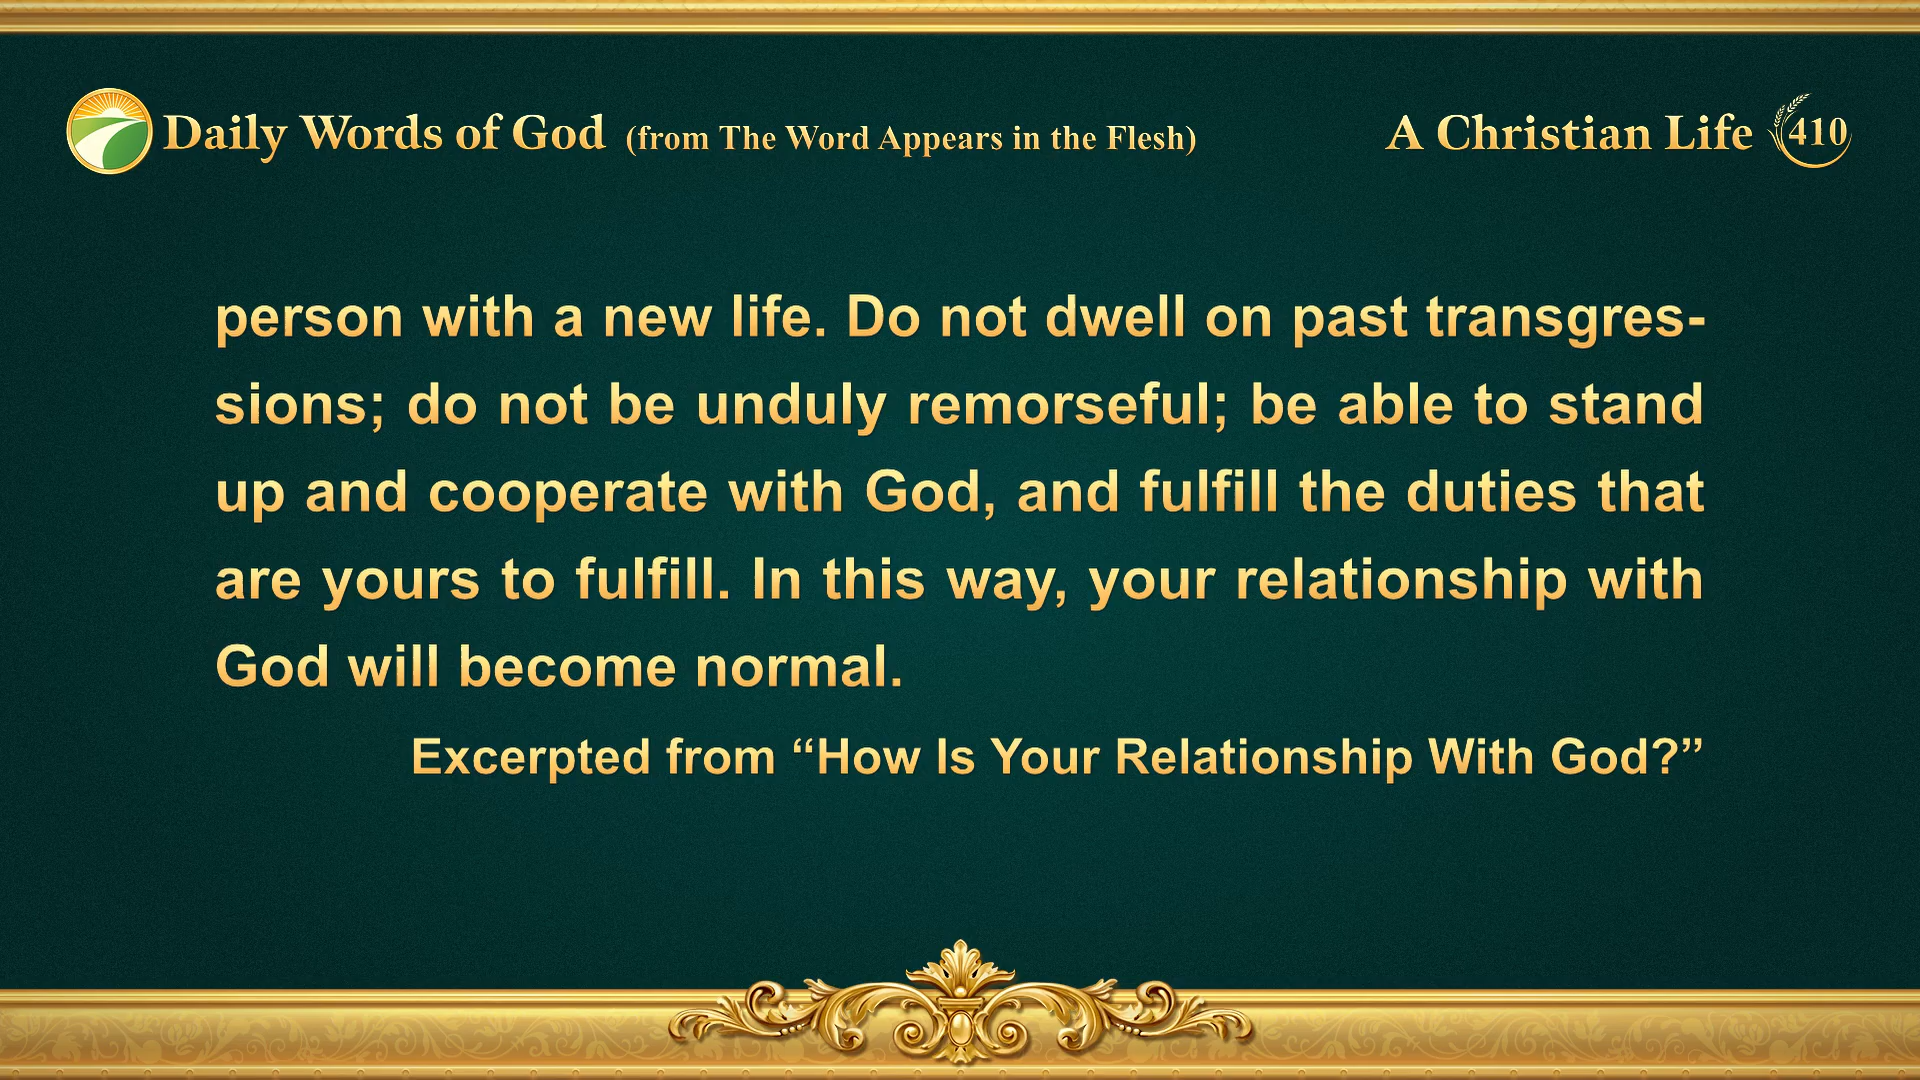 Daily Words of God (from The Word Appears in the Flesh)
A Christian Life 410
person with a new life. Do not dwell on past transgres-
sions; do not be unduly remorseful; be able to stand
up and cooperate with God, and fulfill the duties that
are yours to fulfill. In this way, your relationship with
God will become normal.
Excerpted from “How Is Your Relationship With God?”